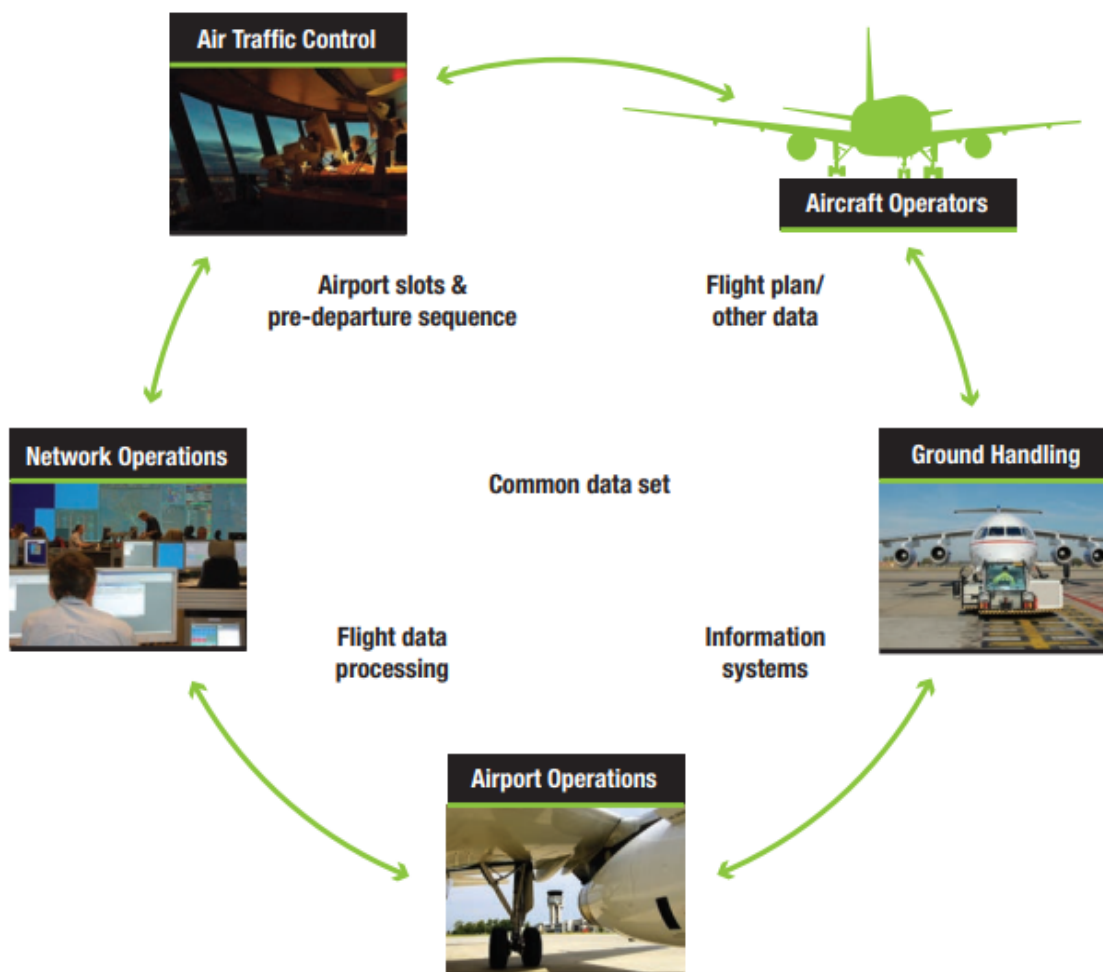 Air Traffic Control
Aircraft Operators
Airport slots &
pre-departure sequence
Flight plan/
other data
Network Operations
Ground Handling
Common data set
Flight data
processing
Information
systems
Airport Operations